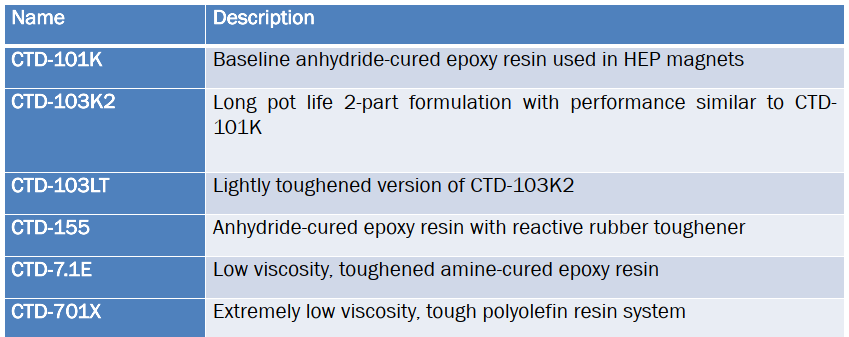 Name Description
CTD-101K Baseline anhydride-cured epoxy resin used in HEP magnets
CTD-103K2 Long pot life 2-part formulation with performance similar to CTD-
101K
CTD-103LT Lightly toughened version of CTD-103K2
CTD-155 Anhydride-cured epoxy resin with reactive rubber toughener
CTD-7.1E Low viscosity, toughened amine-cured epoxy resin
CTD-701X Extremely low viscosity, tough polyolefin resin system